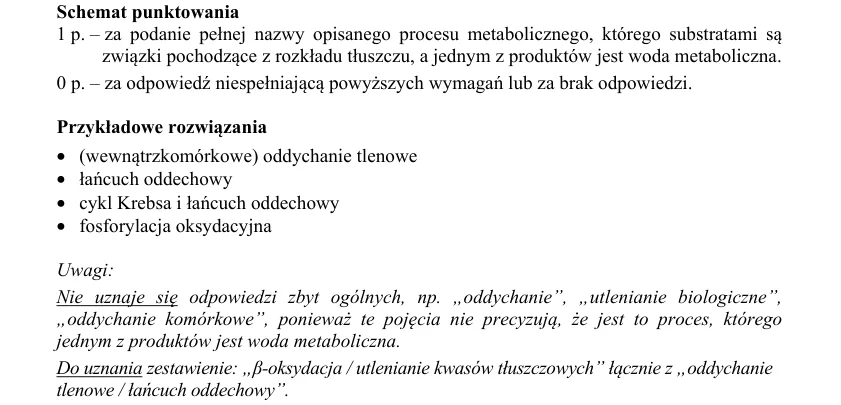 Schemat punktowania
1 p. – za podanie pełnej nazwy opisanego procesu metabolicznego, którego substratami są
związki pochodzące z rozkładu tłuszczu, a jednym z produktów jest woda metaboliczna.
0 p. – za odpowiedź niespełniającą powyższych wymagań lub za brak odpowiedzi.
Przykładowe rozwiązania
• (wewnątrzkomórkowe) oddychanie tlenowe
• łańcuch oddechowy
• cykl Krebsa i łańcuch oddechowy
• fosforylacja oksydacyjna
Uwagi:
Nie uznaje się odpowiedzi zbyt ogólnych, np. „oddychanie”, „utlenianie biologiczne”,
„oddychanie komórkowe”, ponieważ te pojęcia nie precyzują, że jest to proces, którego
jednym z produktów jest woda metaboliczna.
Do uznania zestawienie: „β-oksydacja / utlenianie kwasów tłuszczowych” łącznie z „oddychanie
tlenowe / łańcuch oddechowy”.